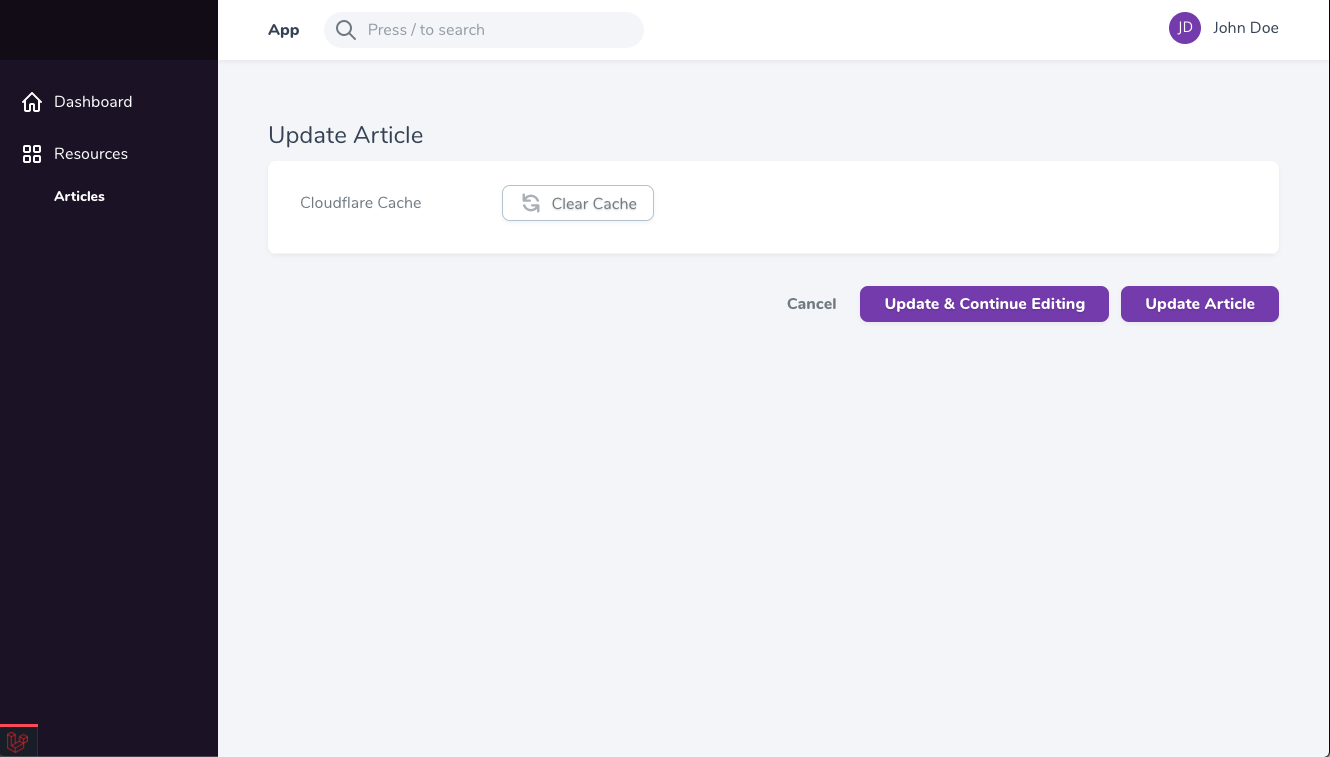 App
Press / to search
JD
John Doe
Dashboard
Resources
Articles
Update Article
Cloudflare Cache
Clear Cache
Cancel
Update & Continue Editing
Update Article